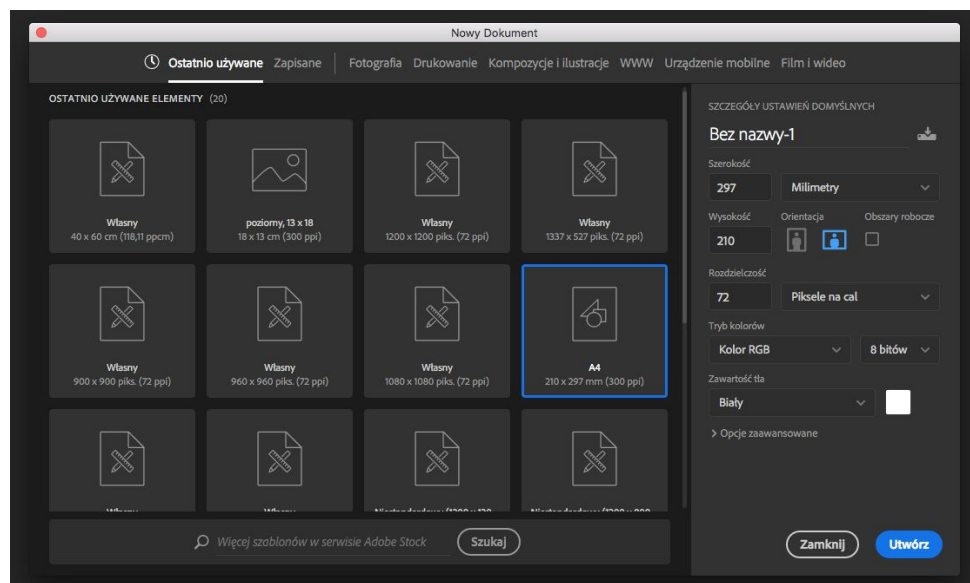 Nowy Dokument
Ostatnio używane Zapisane Fotografia Drukowanie Kompozycje i ilustracje WWW Urządzenie mobilne Film i wideo
OSTATNIO UŻYWANE ELEMENTY (20)
Własny
40 x 60 cm (118,11 ppcm)
poziomy, 13 x 18
18 x 13 cm (300 ppi)
Własny
1200 x 1200 piks. (72 ppi)
Własny
1337 x 527 piks. (72 ppi)
Własny
900 x 900 piks. (72 ppi)
Własny
960 x 960 piks. (72 ppi)
Własny
1080 x 1080 piks. (72 ppi)
A4
210 x 297 mm (300 ppi)
Więcej szablonów w serwisie Adobe Stock
Szukaj
SZCZEGÓŁY USTAWIEŃ DOMYŚLNYCH
Bez nazwy-1
Szerokość
297 Milimetry
Wysokość Orientacja Obszary robocze
210
Rozdzielczość
72 Piksele na cal
Tryb kolorów
Kolor RGB 8 bitów
Zawartość tła
Biały
> Opcje zaawansowane
Zamknij Utwórz